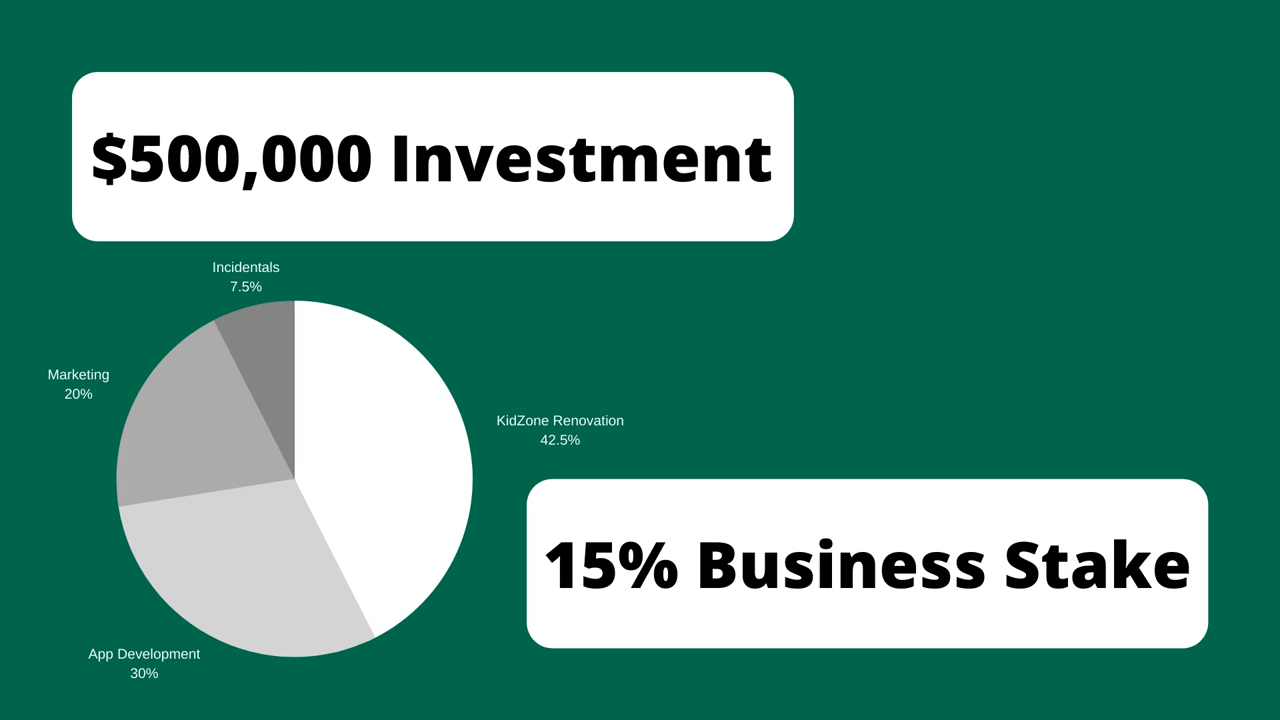 $500,000 Investment
Incidentals
7.5%
Marketing
20%
KidZone Renovation
42.5%
15% Business Stake
App Development
30%